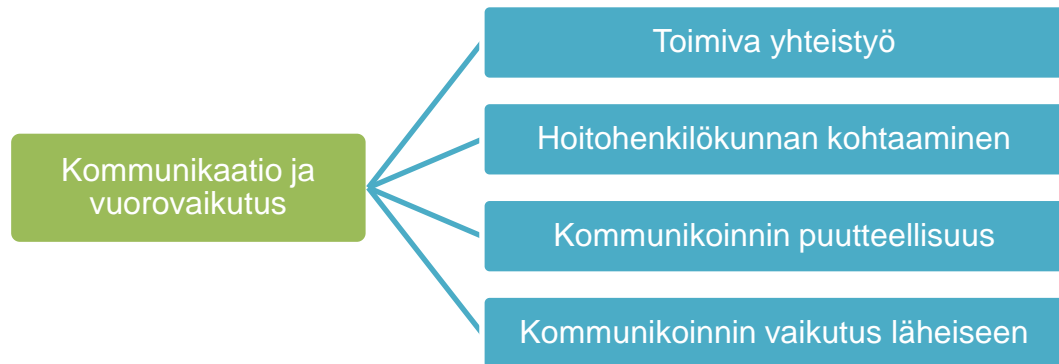 Toimiva yhteistyö
Hoitohenkilökunnan kohtaaminen
Kommunikaatio ja
vuorovaikutus
Kommunikoinnin puutteellisuus
Kommunikoinnin vaikutus läheiseen